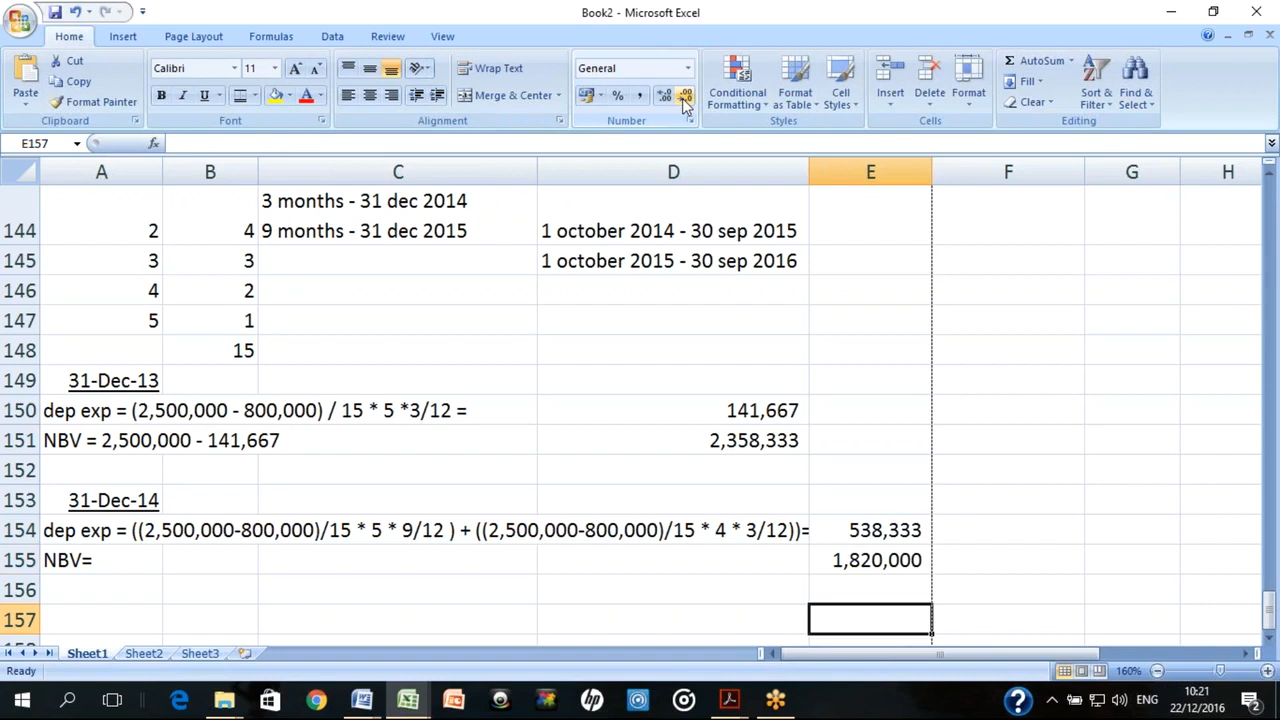 Book2 - Microsoft Excel
Home Insert Page Layout Formulas Data Review View
Paste Cut Copy Format Painter Clipboard
Calibri 11 A A B I U A Font
Wrap Text Merge & Center Alignment
General % , Number
Conditional Formatting Format as Table Cell Styles Styles
Insert Delete Format Cells
Σ AutoSum Fill Clear Sort & Filter Find & Select Editing
E157 fx
A B C D E F G H
3 months - 31 dec 2014
144 2 4 9 months - 31 dec 2015 1 october 2014 - 30 sep 2015
145 3 3 1 october 2015 - 30 sep 2016
146 4 2
147 5 1
148 15
149 31-Dec-13
150 dep exp = (2,500,000 - 800,000) / 15 * 5 *3/12 = 141,667
151 NBV = 2,500,000 - 141,667 2,358,333
152
153 31-Dec-14
154 dep exp = ((2,500,000-800,000)/15 * 5 * 9/12 ) + ((2,500,000-800,000)/15 * 4 * 3/12))= 538,333
155 NBV= 1,820,000
156
157
Sheet1 Sheet2 Sheet3
Ready 160%
ENG 10:21
22/12/2016 2